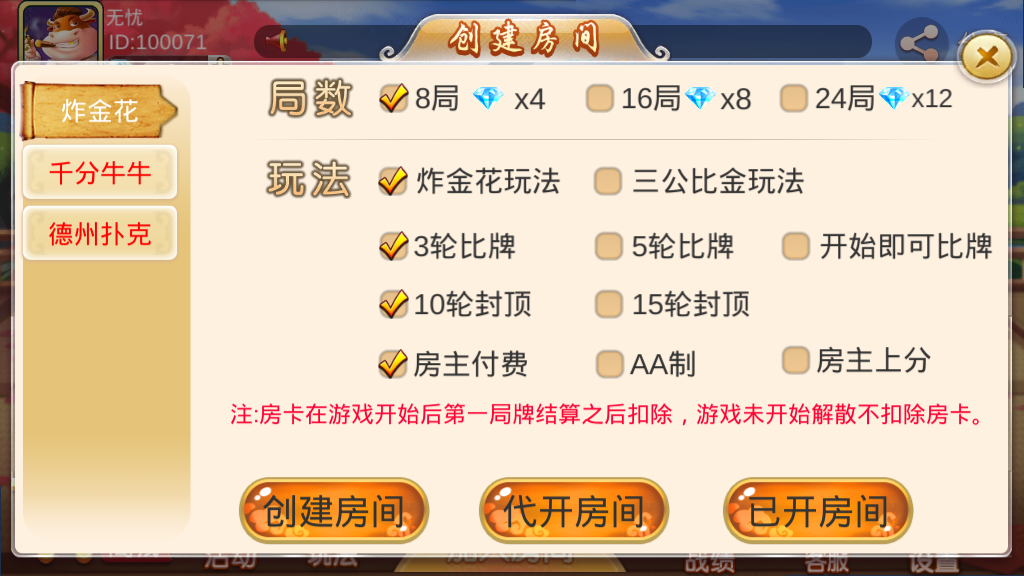 无忧
ID:100071
创建房间
炸金花
千分牛牛
德州扑克
局数 8局 x4 16局 x8 24局 x12
玩法 炸金花玩法 三公比金玩法
3轮比牌 5轮比牌 开始即可比牌
10轮封顶 15轮封顶
房主付费 AA制 房主上分
注:房卡在游戏开始后第一局牌结算之后扣除，游戏未开始解散不扣除房卡。
创建房间 代开房间 已开房间
活动 玩法 战绩 客服 设置